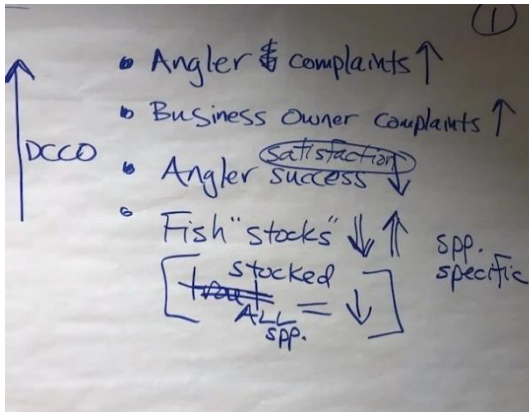 ①
• Angler complaints ↑
• Business Owner Complaints ↑
DCCO
satisfaction
• Angler success ↓
• Fish "stocks" ⇓ ⇑ spp. specific
[stocked
trout
ALL = ↓]
spp.